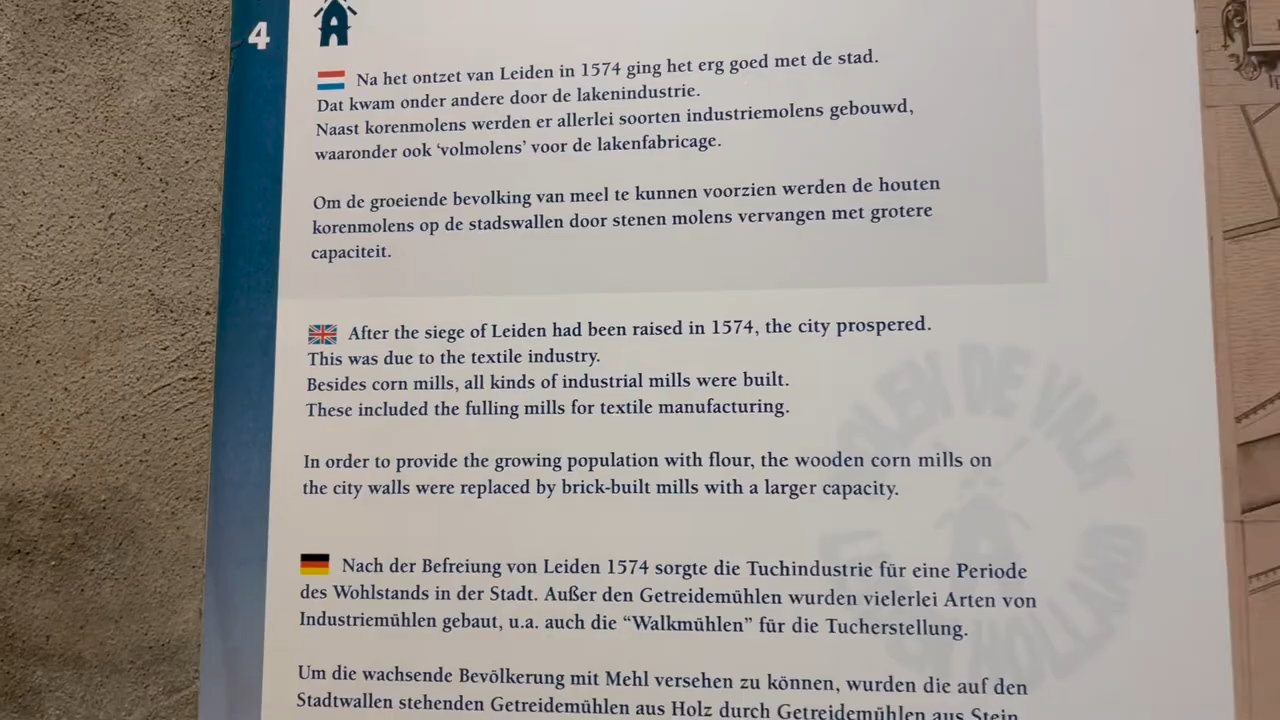 4
Na het ontzet van Leiden in 1574 ging het erg goed met de stad.
Dat kwam onder andere door de lakenindustrie.
Naast korenmolens werden er allerlei soorten industriemolens gebouwd,
waaronder ook ‘volmolens’ voor de lakenfabricage.
Om de groeiende bevolking van meel te kunnen voorzien werden de houten
korenmolens op de stadswallen door stenen molens vervangen met grotere
capaciteit.
After the siege of Leiden had been raised in 1574, the city prospered.
This was due to the textile industry.
Besides corn mills, all kinds of industrial mills were built.
These included the fulling mills for textile manufacturing.
In order to provide the growing population with flour, the wooden corn mills on
the city walls were replaced by brick-built mills with a larger capacity.
Nach der Befreiung von Leiden 1574 sorgte die Tuchindustrie für eine Periode
des Wohlstands in der Stadt. Außer den Getreidemühlen wurden vielerlei Arten von
Industriemühlen gebaut, u.a. auch die “Walkmühlen” für die Tucherstellung.
Um die wachsende Bevölkerung mit Mehl versehen zu können, wurden die auf den
Stadtwallen stehenden Getreidemühlen aus Holz durch Getreidemühlen aus Stein
MOLEN DE VALK
HOLLAND